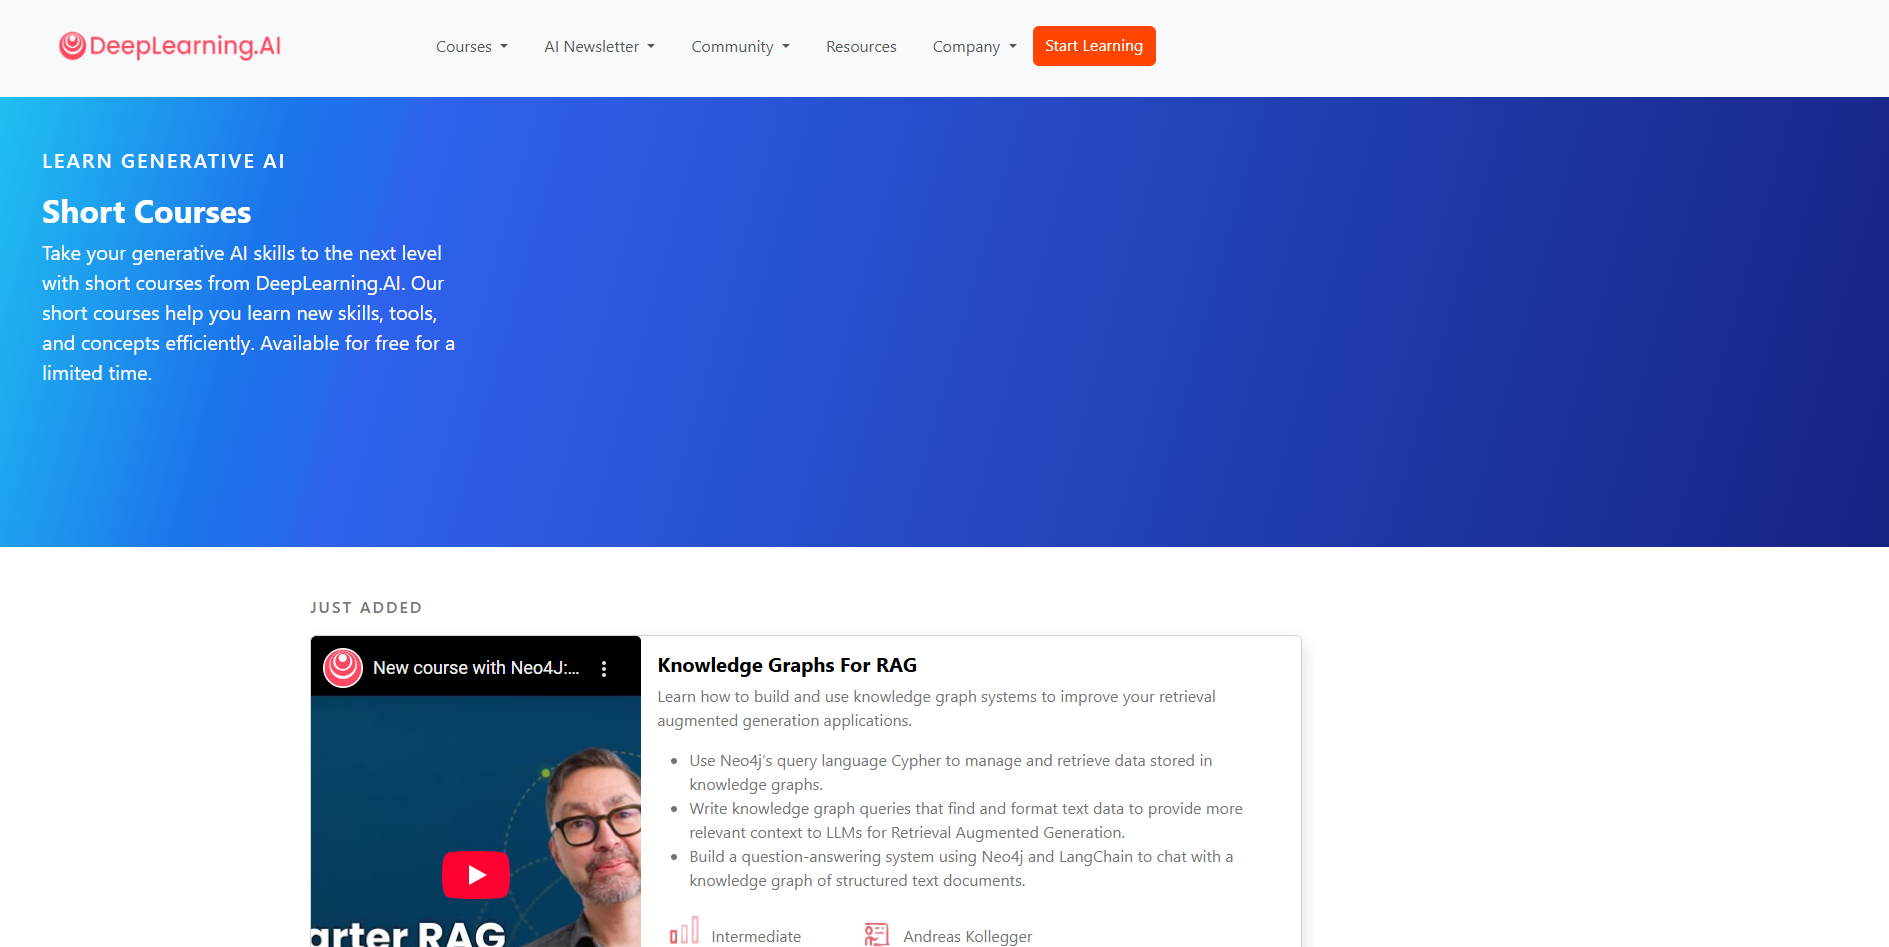 DeepLearning.AI
Courses
AI Newsletter
Community
Resources
Company
Start Learning
LEARN GENERATIVE AI
Short Courses
Take your generative AI skills to the next level
with short courses from DeepLearning.AI. Our
short courses help you learn new skills, tools,
and concepts efficiently. Available for free for a
limited time.
JUST ADDED
New course with Neo4J:...
arter RAG
Knowledge Graphs For RAG
Learn how to build and use knowledge graph systems to improve your retrieval
augmented generation applications.
Use Neo4j’s query language Cypher to manage and retrieve data stored in
knowledge graphs.
Write knowledge graph queries that find and format text data to provide more
relevant context to LLMs for Retrieval Augmented Generation.
Build a question-answering system using Neo4j and LangChain to chat with a
knowledge graph of structured text documents.
Intermediate
Andreas Kollegger